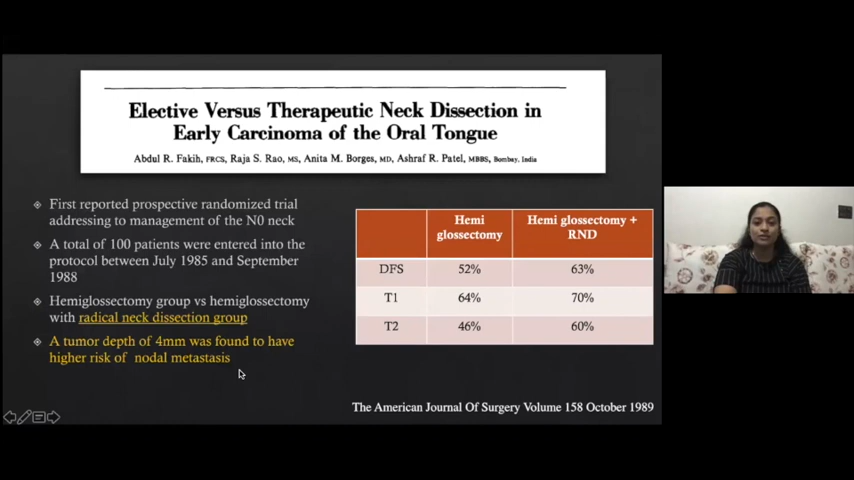 Elective Versus Therapeutic Neck Dissection in
Early Carcinoma of the Oral Tongue
Abdul R. Fakih, FRCS, Raja S. Rao, MS, Anita M. Borges, MD, Ashraf R. Patel, MBBS, Bombay, India
First reported prospective randomized trial
addressing to management of the N0 neck
A total of 100 patients were entered into the
protocol between July 1985 and September
1988
Hemiglossectomy group vs hemiglossectomy
with radical neck dissection group
A tumor depth of 4mm was found to have
higher risk of nodal metastasis
Hemi glossectomy
Hemi glossectomy + RND
DFS 52% 63%
T1 64% 70%
T2 46% 60%
The American Journal Of Surgery Volume 158 October 1989